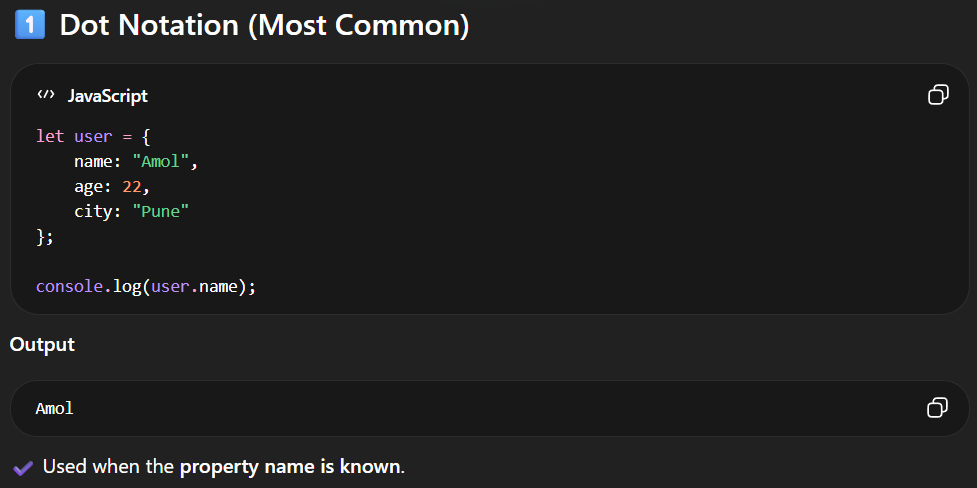 1 Dot Notation (Most Common)
</> JavaScript
let user = {
    name: "Amol",
    age: 22,
    city: "Pune"
};
console.log(user.name);
Output
Amol
✔ Used when the property name is known.